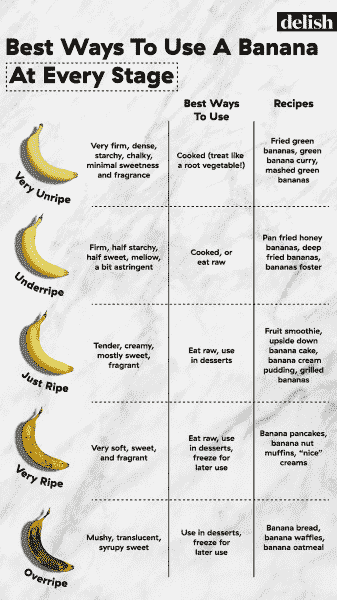 delish
Best Ways To Use A Banana
At Every Stage
Best Ways
To Use
Recipes
Very Unripe
Very firm, dense,
starchy, chalky,
minimal sweetness
and fragrance
Cooked (treat like
a root vegetable!)
Fried green
bananas, green
banana curry,
mashed green
bananas
Underripe
Firm, half starchy,
half sweet, mellow,
a bit astringent
Cooked, or
eat raw
Pan fried honey
bananas, deep
fried bananas,
bananas foster
Just Ripe
Tender, creamy,
mostly sweet,
fragrant
Eat raw, use
in desserts
Fruit smoothie,
upside down
banana cake,
banana cream
pudding, grilled
bananas
Very Ripe
Very soft, sweet,
and fragrant
Eat raw, use
in desserts,
freeze for
later use
Banana pancakes,
banana nut
muffins, “nice”
creams
Overripe
Mushy, translucent,
syrupy sweet
Use in desserts,
freeze for
later use
Banana bread,
banana waffles,
banana oatmeal